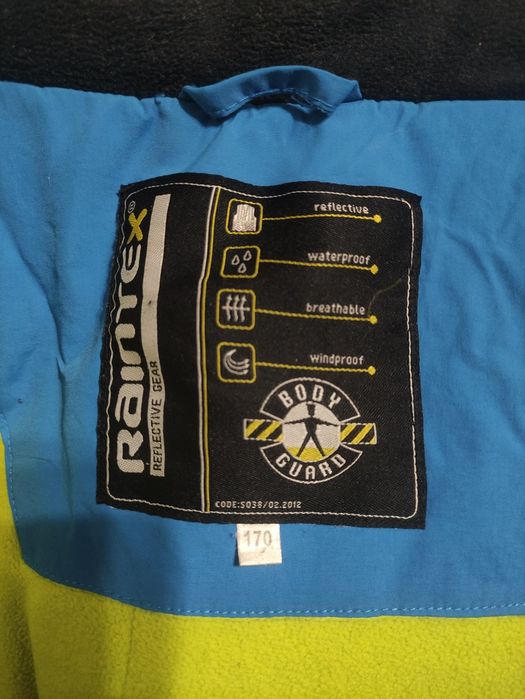 RainTEX®
REFLECTIVE GEAR
reflective
waterproof
breathable
windproof
BODY
GUARD
CODE:S038/02.2012
170